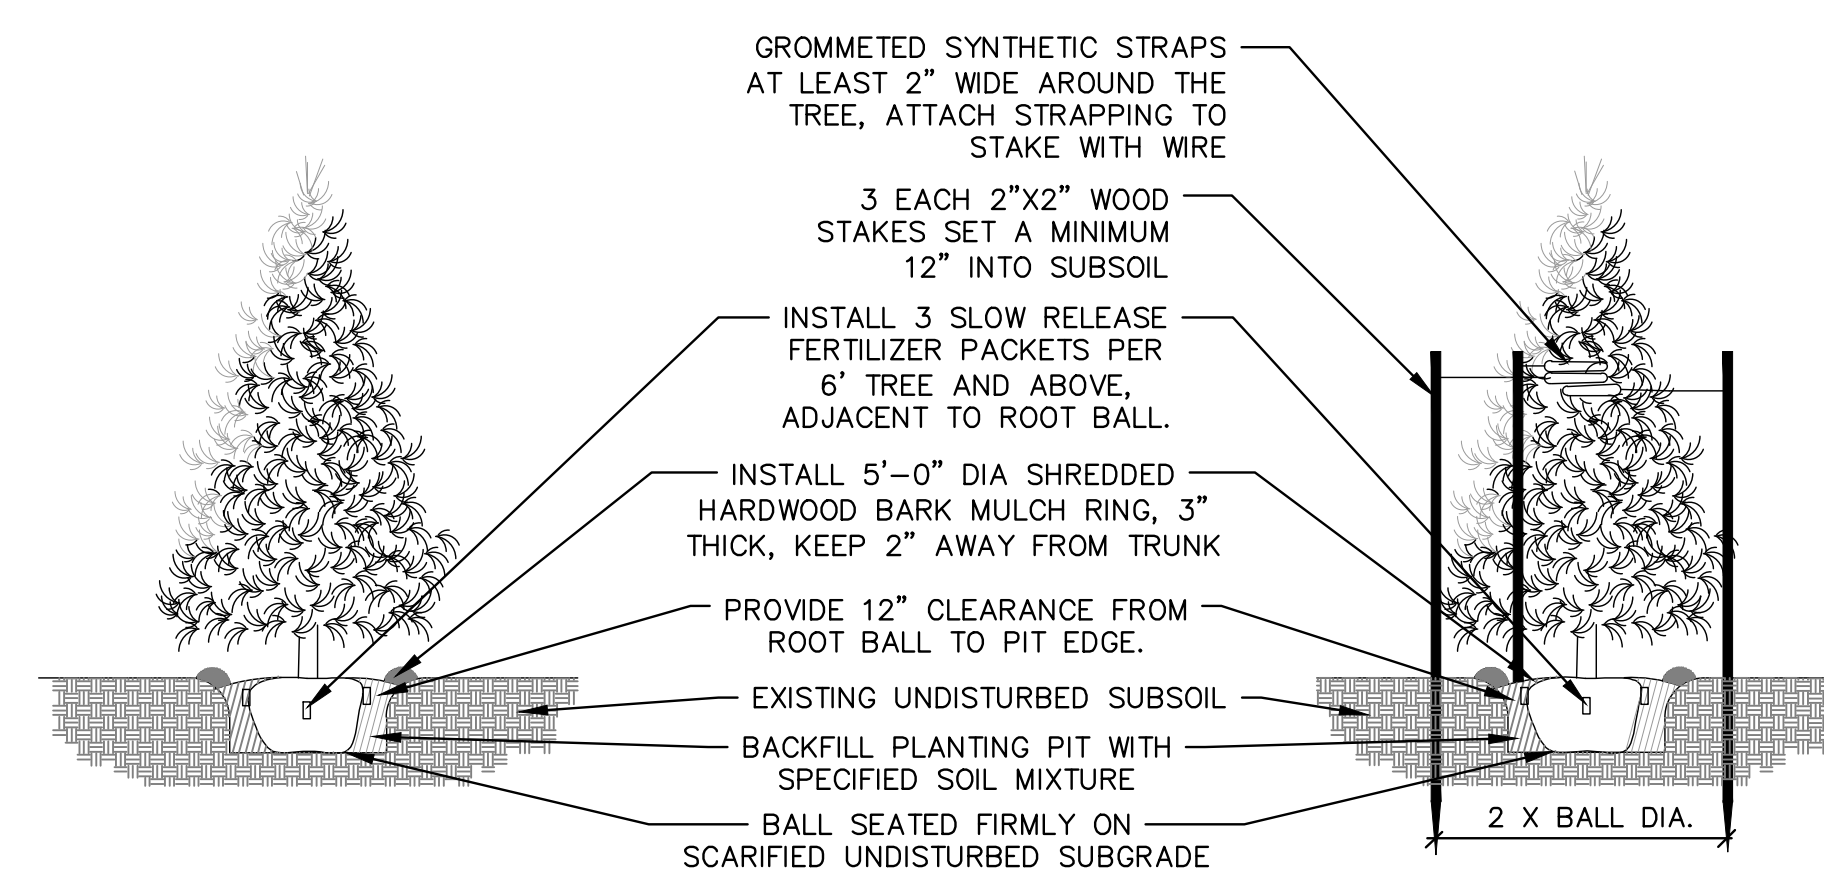 GROMMETED SYNTHETIC STRAPS
AT LEAST 2” WIDE AROUND THE
TREE, ATTACH STRAPPING TO
STAKE WITH WIRE
3 EACH 2”X2” WOOD
STAKES SET A MINIMUM
12” INTO SUBSOIL
INSTALL 3 SLOW RELEASE
FERTILIZER PACKETS PER
6’ TREE AND ABOVE,
ADJACENT TO ROOT BALL.
INSTALL 5’-0” DIA SHREDDED
HARDWOOD BARK MULCH RING, 3”
THICK, KEEP 2” AWAY FROM TRUNK
PROVIDE 12” CLEARANCE FROM
ROOT BALL TO PIT EDGE.
EXISTING UNDISTURBED SUBSOIL
BACKFILL PLANTING PIT WITH
SPECIFIED SOIL MIXTURE
BALL SEATED FIRMLY ON
SCARIFIED UNDISTURBED SUBGRADE
2 X BALL DIA.